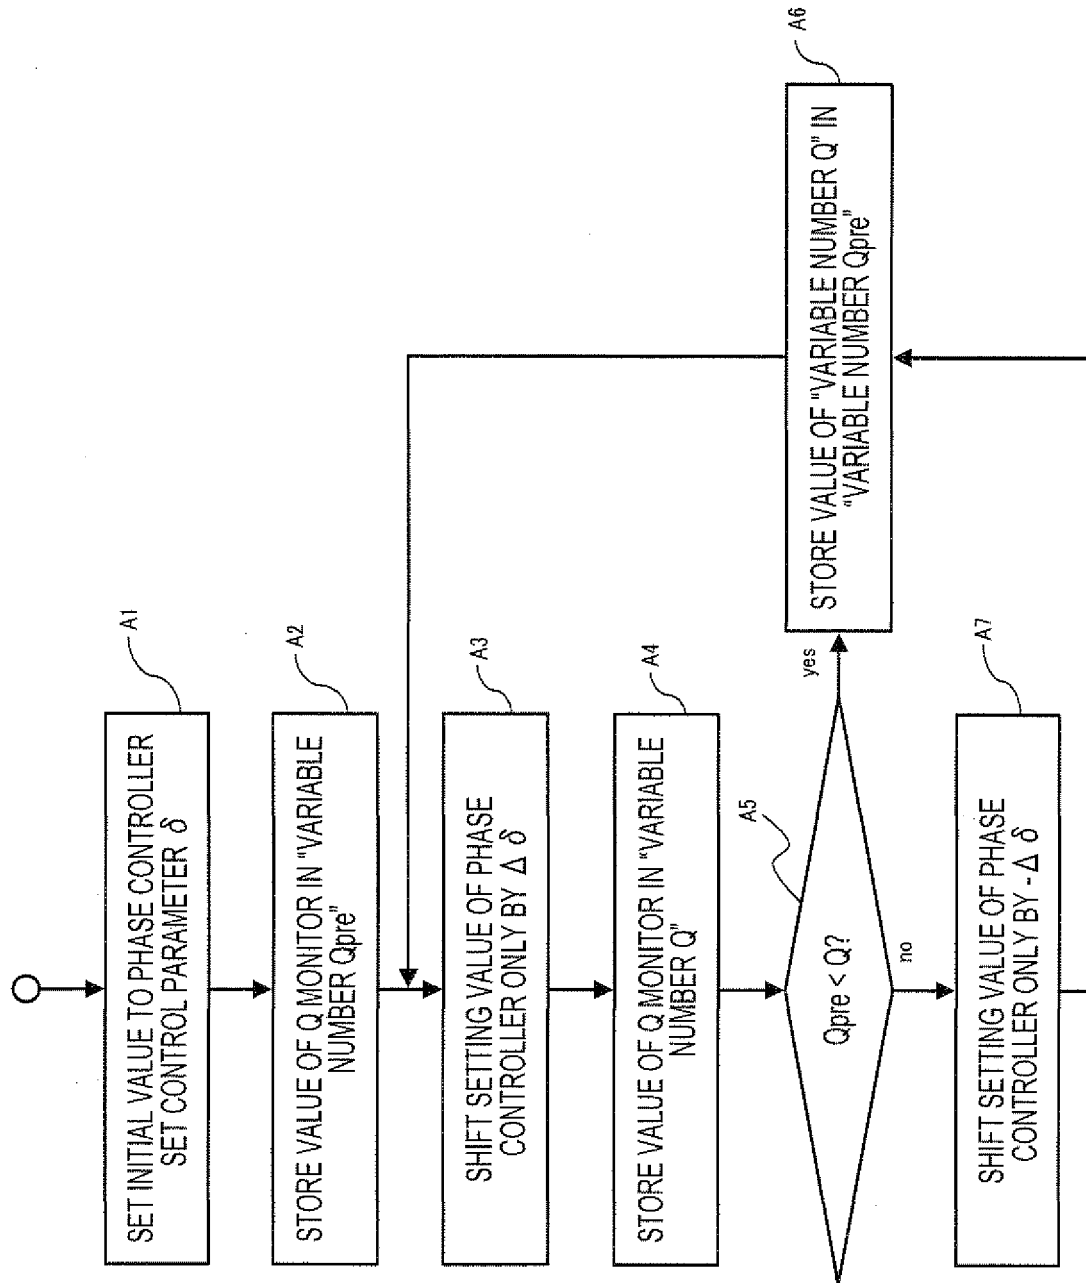 SET INITIAL VALUE TO PHASE CONTROLLER
SET CONTROL PARAMETER δ
A1
STORE VALUE OF Q MONITOR IN "VARIABLE
NUMBER Qpre"
A2
SHIFT SETTING VALUE OF PHASE
CONTROLLER ONLY BY Δ δ
A3
STORE VALUE OF Q MONITOR IN "VARIABLE
NUMBER Q"
A4
Qpre < Q?
A5
yes
no
STORE VALUE OF "VARIABLE NUMBER Q" IN
"VARIABLE NUMBER Qpre"
A6
SHIFT SETTING VALUE OF PHASE
CONTROLLER ONLY BY - Δ δ
A7